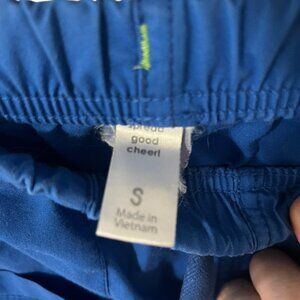 spread
good
cheer!
S
Made in
Vietnam